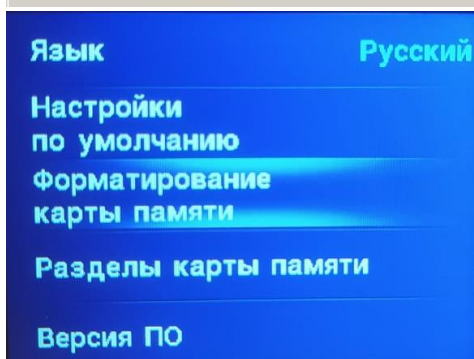 Язык Русский
Настройки
по умолчанию
Форматирование
карты памяти
Разделы карты памяти
Версия ПО